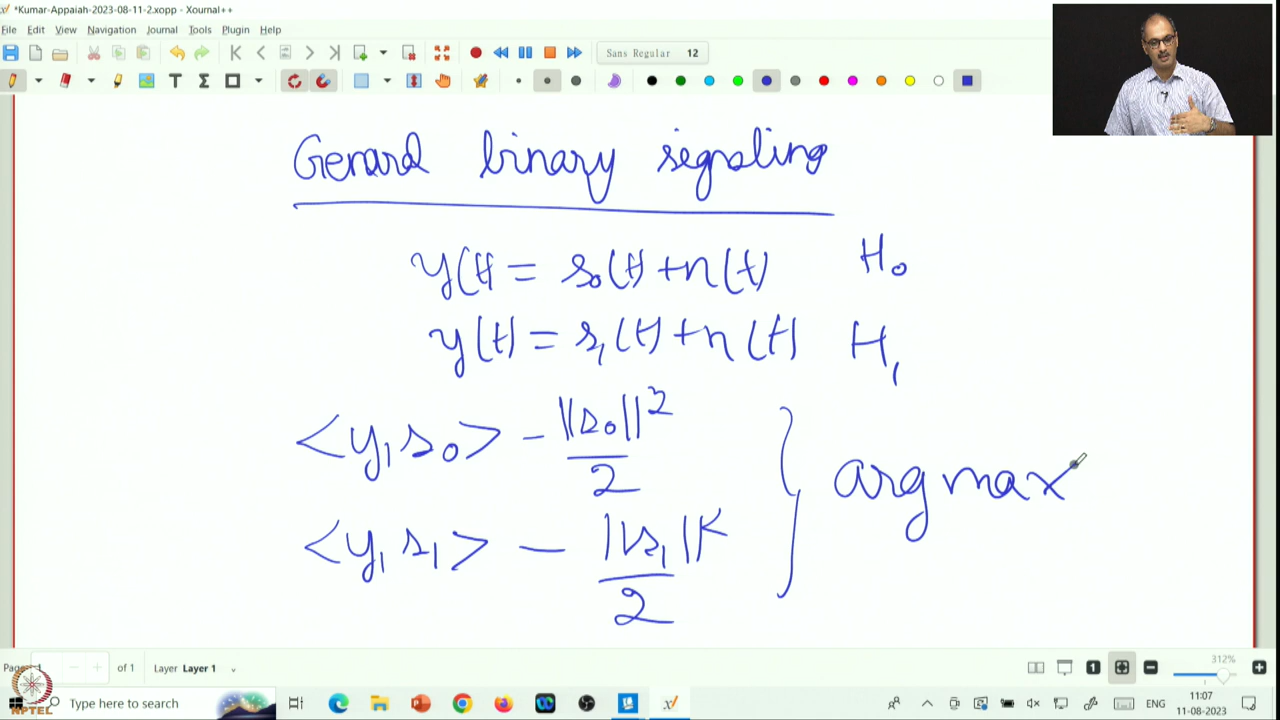 *Kumar-Appaiah-2023-08-11-2.xopp - Xournal++
File Edit View Navigation Journal Tools Plugin Help
Sans Regular 12
General binary signaling
y(t) = s₀(t) + n(t) H₀
y(t) = s₁(t) + n(t) H₁
<y, s₀> - ||s₀||² / 2
argmax
<y, s₁> - ||s₁||² / 2
Page 1 of 1 Layer Layer 1
312%
NPTEL
Type here to search
ENG
11:07
11-08-2023